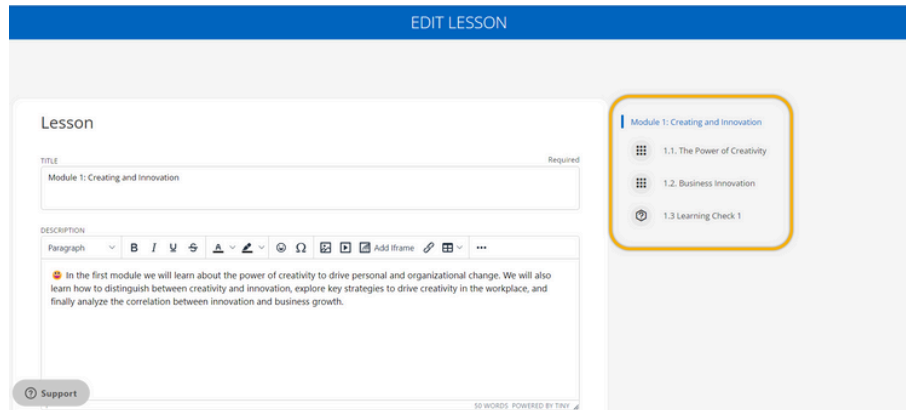 EDIT LESSON
Lesson
TITLE
Required
Module 1: Creating and Innovation
DESCRIPTION
Paragraph B I U S A Ω Add Iframe
😀 In the first module we will learn about the power of creativity to drive personal and organizational change. We will also
learn how to distinguish between creativity and innovation, explore key strategies to drive creativity in the workplace, and
finally analyze the correlation between innovation and business growth.
Support
50 WORDS POWERED BY TINY
Module 1: Creating and Innovation
1.1. The Power of Creativity
1.2. Business Innovation
1.3 Learning Check 1